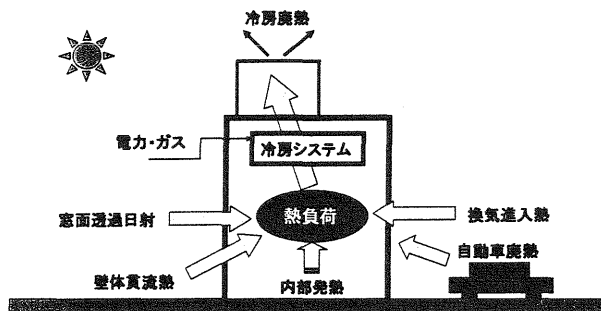 冷房廃熱
電力・ガス
冷房システム
窓面透過日射
熱負荷
換気進入熱
自動車廃熱
壁体貫流熱
内部発熱